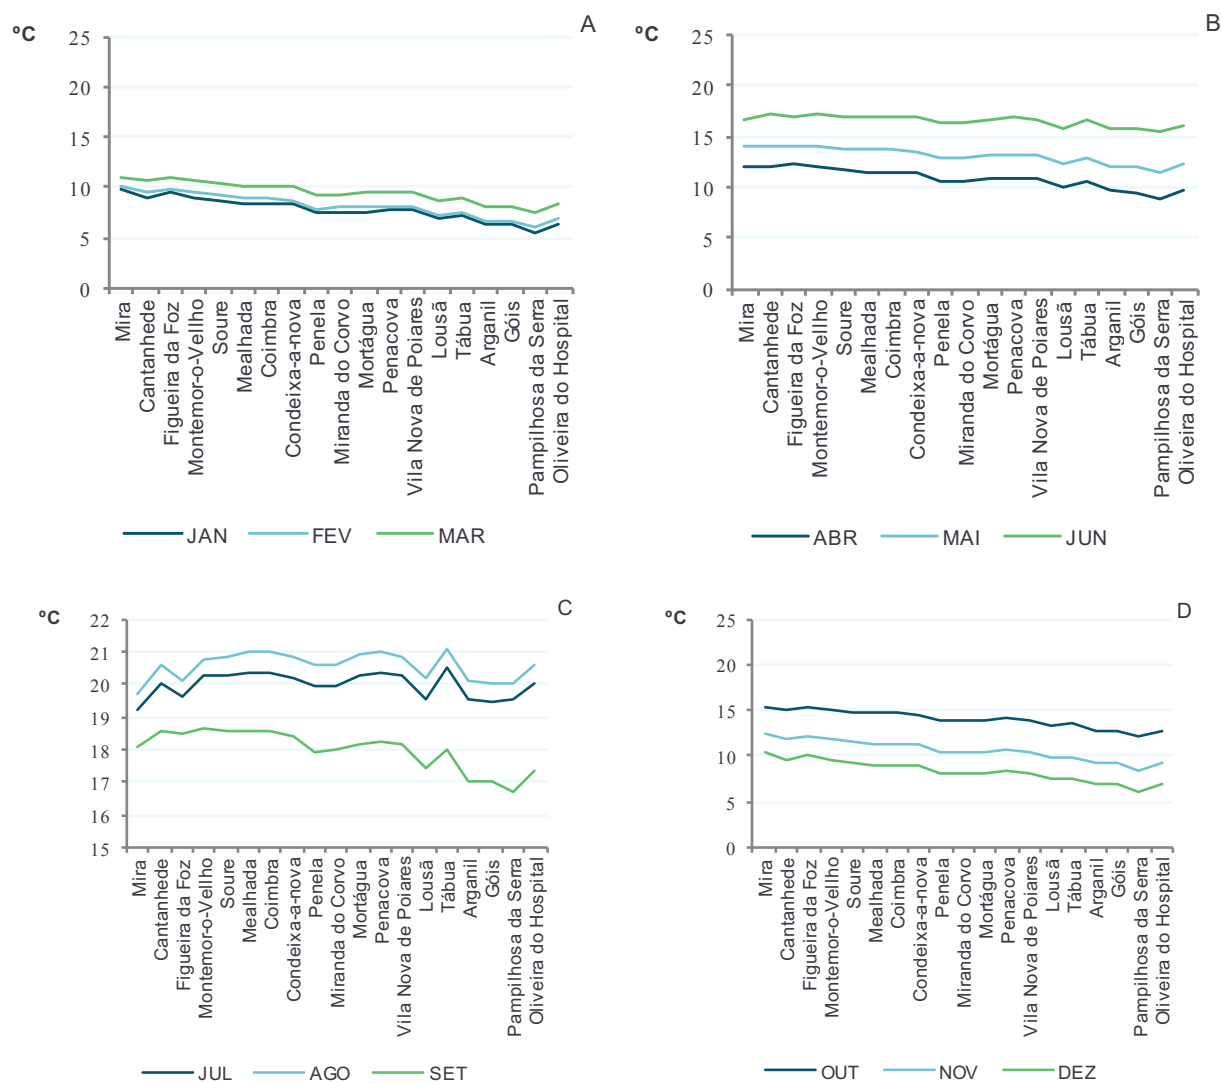 A
ºC
25
20
15
10
5
0
Mira
Cantanhede
Figueira da Foz
Montemor-o-Vellho
Soure
Mealhada
Coimbra
Condeixa-a-nova
Penela
Miranda do Corvo
Mortágua
Penacova
Vila Nova de Poiares
Lousã
Tábua
Arganil
Góis
Pampilhosa da Serra
Oliveira do Hospital
JAN FEV MAR
B
ºC
25
20
15
10
5
0
Mira
Cantanhede
Figueira da Foz
Montemor-o-Vellho
Soure
Mealhada
Coimbra
Condeixa-a-nova
Penela
Miranda do Corvo
Mortágua
Penacova
Vila Nova de Poiares
Lousã
Tábua
Arganil
Góis
Pampilhosa da Serra
Oliveira do Hospital
ABR MAI JUN
C
ºC
22
21
20
19
18
17
16
15
Mira
Cantanhede
Figueira da Foz
Montemor-o-Vellho
Soure
Mealhada
Coimbra
Condeixa-a-nova
Penela
Miranda do Corvo
Mortágua
Penacova
Vila Nova de Poiares
Lousã
Tábua
Arganil
Góis
Pampilhosa da Serra
Oliveira do Hospital
JUL AGO SET
D
ºC
25
20
15
10
5
0
Mira
Cantanhede
Figueira da Foz
Montemor-o-Vellho
Soure
Mealhada
Coimbra
Condeixa-a-nova
Penela
Miranda do Corvo
Mortágua
Penacova
Vila Nova de Poiares
Lousã
Tábua
Arganil
Góis
Pampilhosa da Serra
Oliveira do Hospital
OUT NOV DEZ